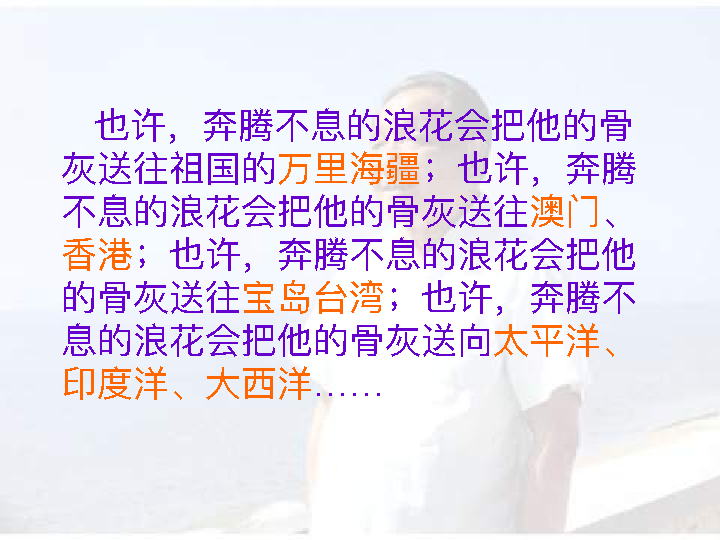 也许，奔腾不息的浪花会把他的骨
灰送往祖国的万里海疆；也许，奔腾
不息的浪花会把他的骨灰送往澳门、
香港；也许，奔腾不息的浪花会把他
的骨灰送往宝岛台湾；也许，奔腾不
息的浪花会把他的骨灰送向太平洋、
印度洋、大西洋……